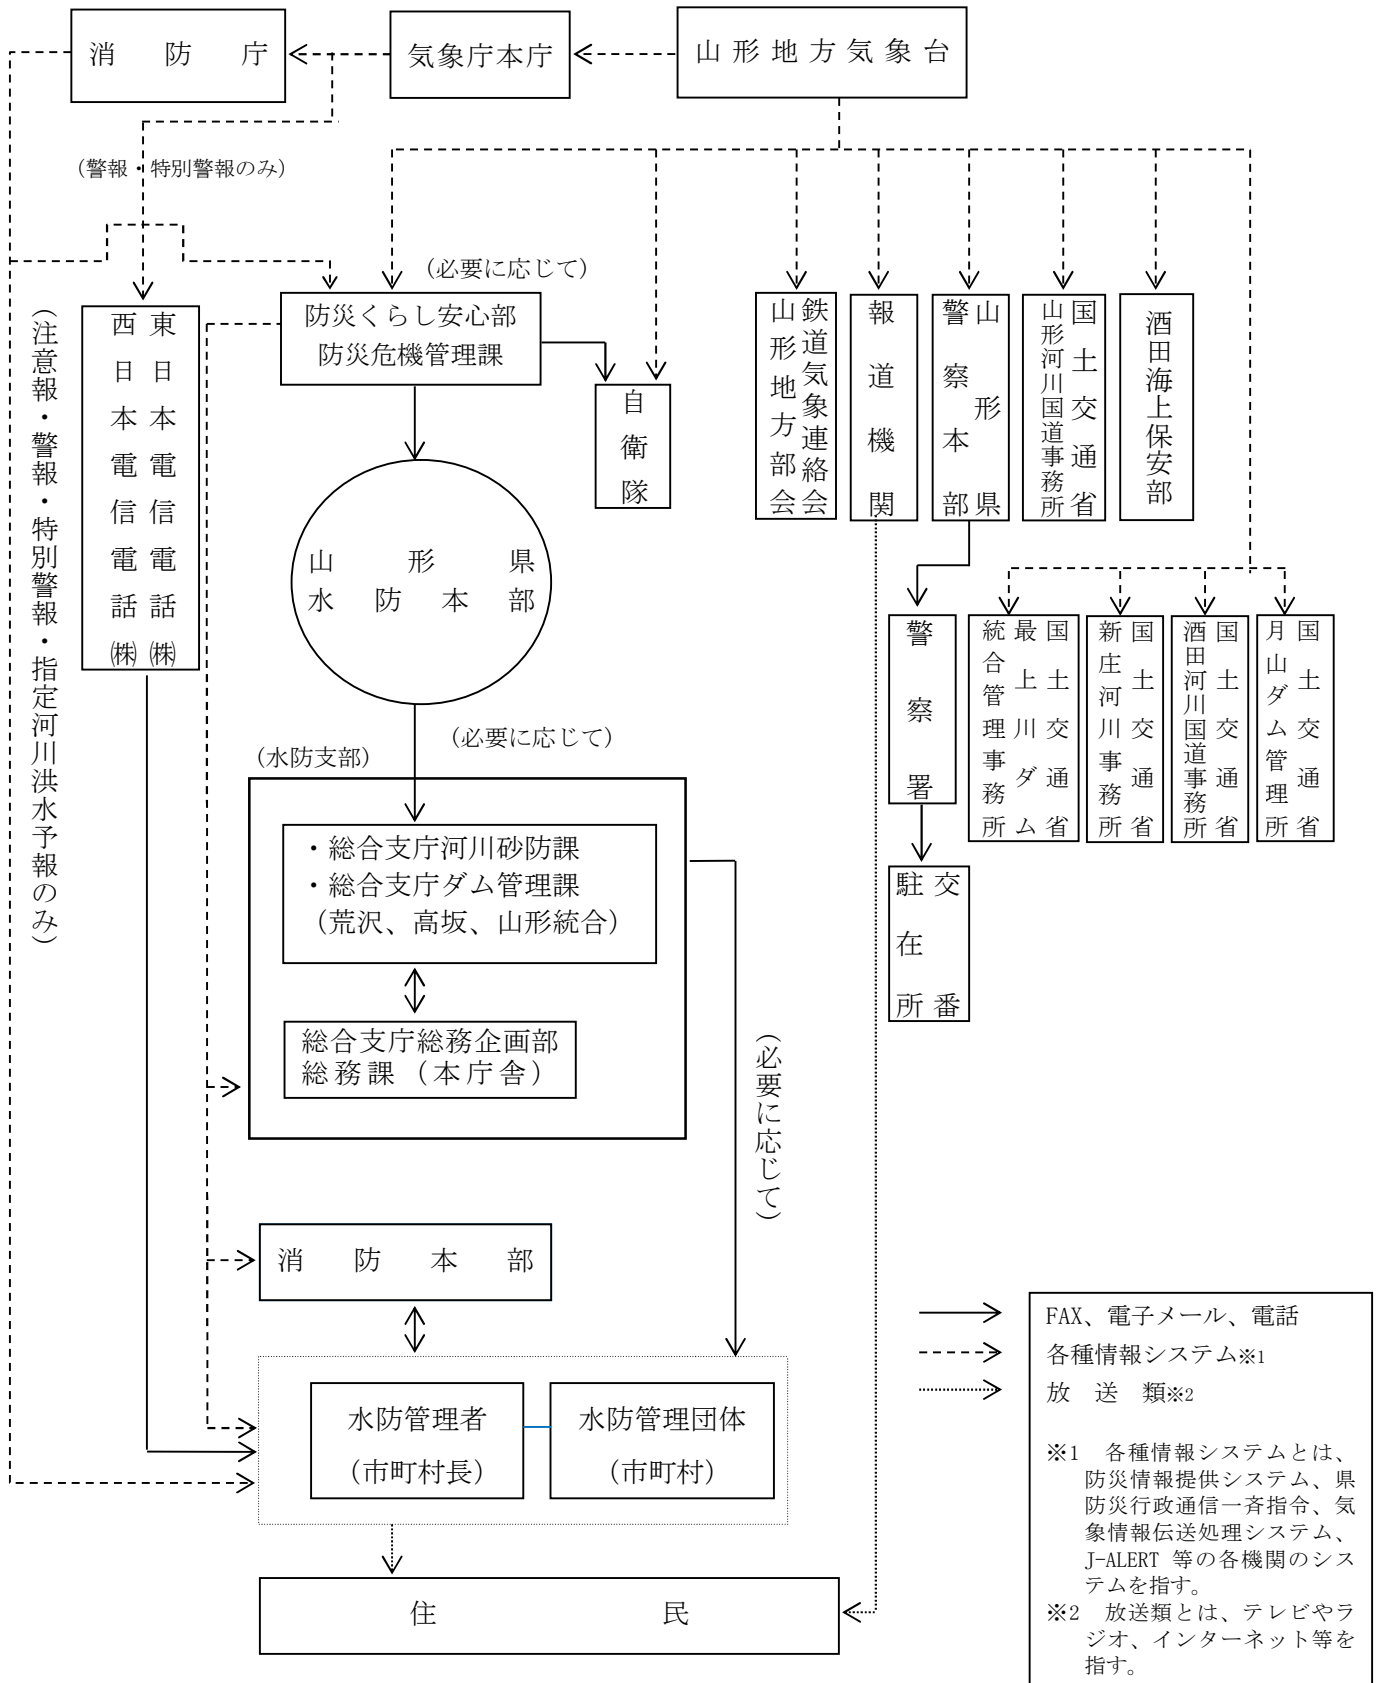 消防庁
気象庁本庁
山形地方気象台
（警報・特別警報のみ）
（必要に応じて）
防災くらし安心部
防災危機管理課
東日本電信電話㈱
西日本電信電話㈱
（注意報・警報・特別警報・指定河川洪水予報のみ）
自衛隊
鉄道気象連絡会
山形地方部会
報道機関
山形県
警察本部
国土交通省
山形河川国道事務所
酒田海上保安部
山形県
水防本部
警察署
国土交通省
最上川ダム
統合管理事務所
国土交通省
新庄河川事務所
国土交通省
酒田河川国道事務所
国土交通省
月山ダム管理所
（必要に応じて）
（水防支部）
・総合支庁河川砂防課
・総合支庁ダム管理課
（荒沢、高坂、山形統合）
交番
駐在所
総合支庁総務企画部
総務課（本庁舎）
（必要に応じて）
消防本部
水防管理者
（市町村長）
水防管理団体
（市町村）
住民
FAX、電子メール、電話
各種情報システム※1
放送類※2
※1　各種情報システムとは、
防災情報提供システム、県
防災行政通信一斉指令、気
象情報伝送処理システム、
J-ALERT 等の各機関のシス
テムを指す。
※2　放送類とは、テレビやラ
ジオ、インターネット等を
指す。